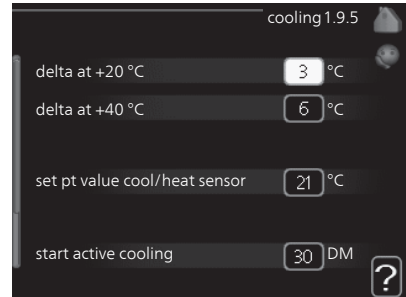 cooling 1.9.5
delta at +20 °C 3 °C
delta at +40 °C 6 °C
set pt value cool/heat sensor 21 °C
start active cooling 30 DM
?